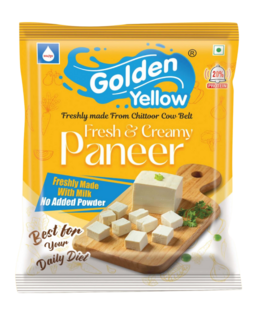 Golden
®
Yellow
Freshly made From Chittoor Cow Belt
Fresh & Creamy
Paneer
Freshly Made
With Milk
No Added Powder
Best for
Your
Daily Diet